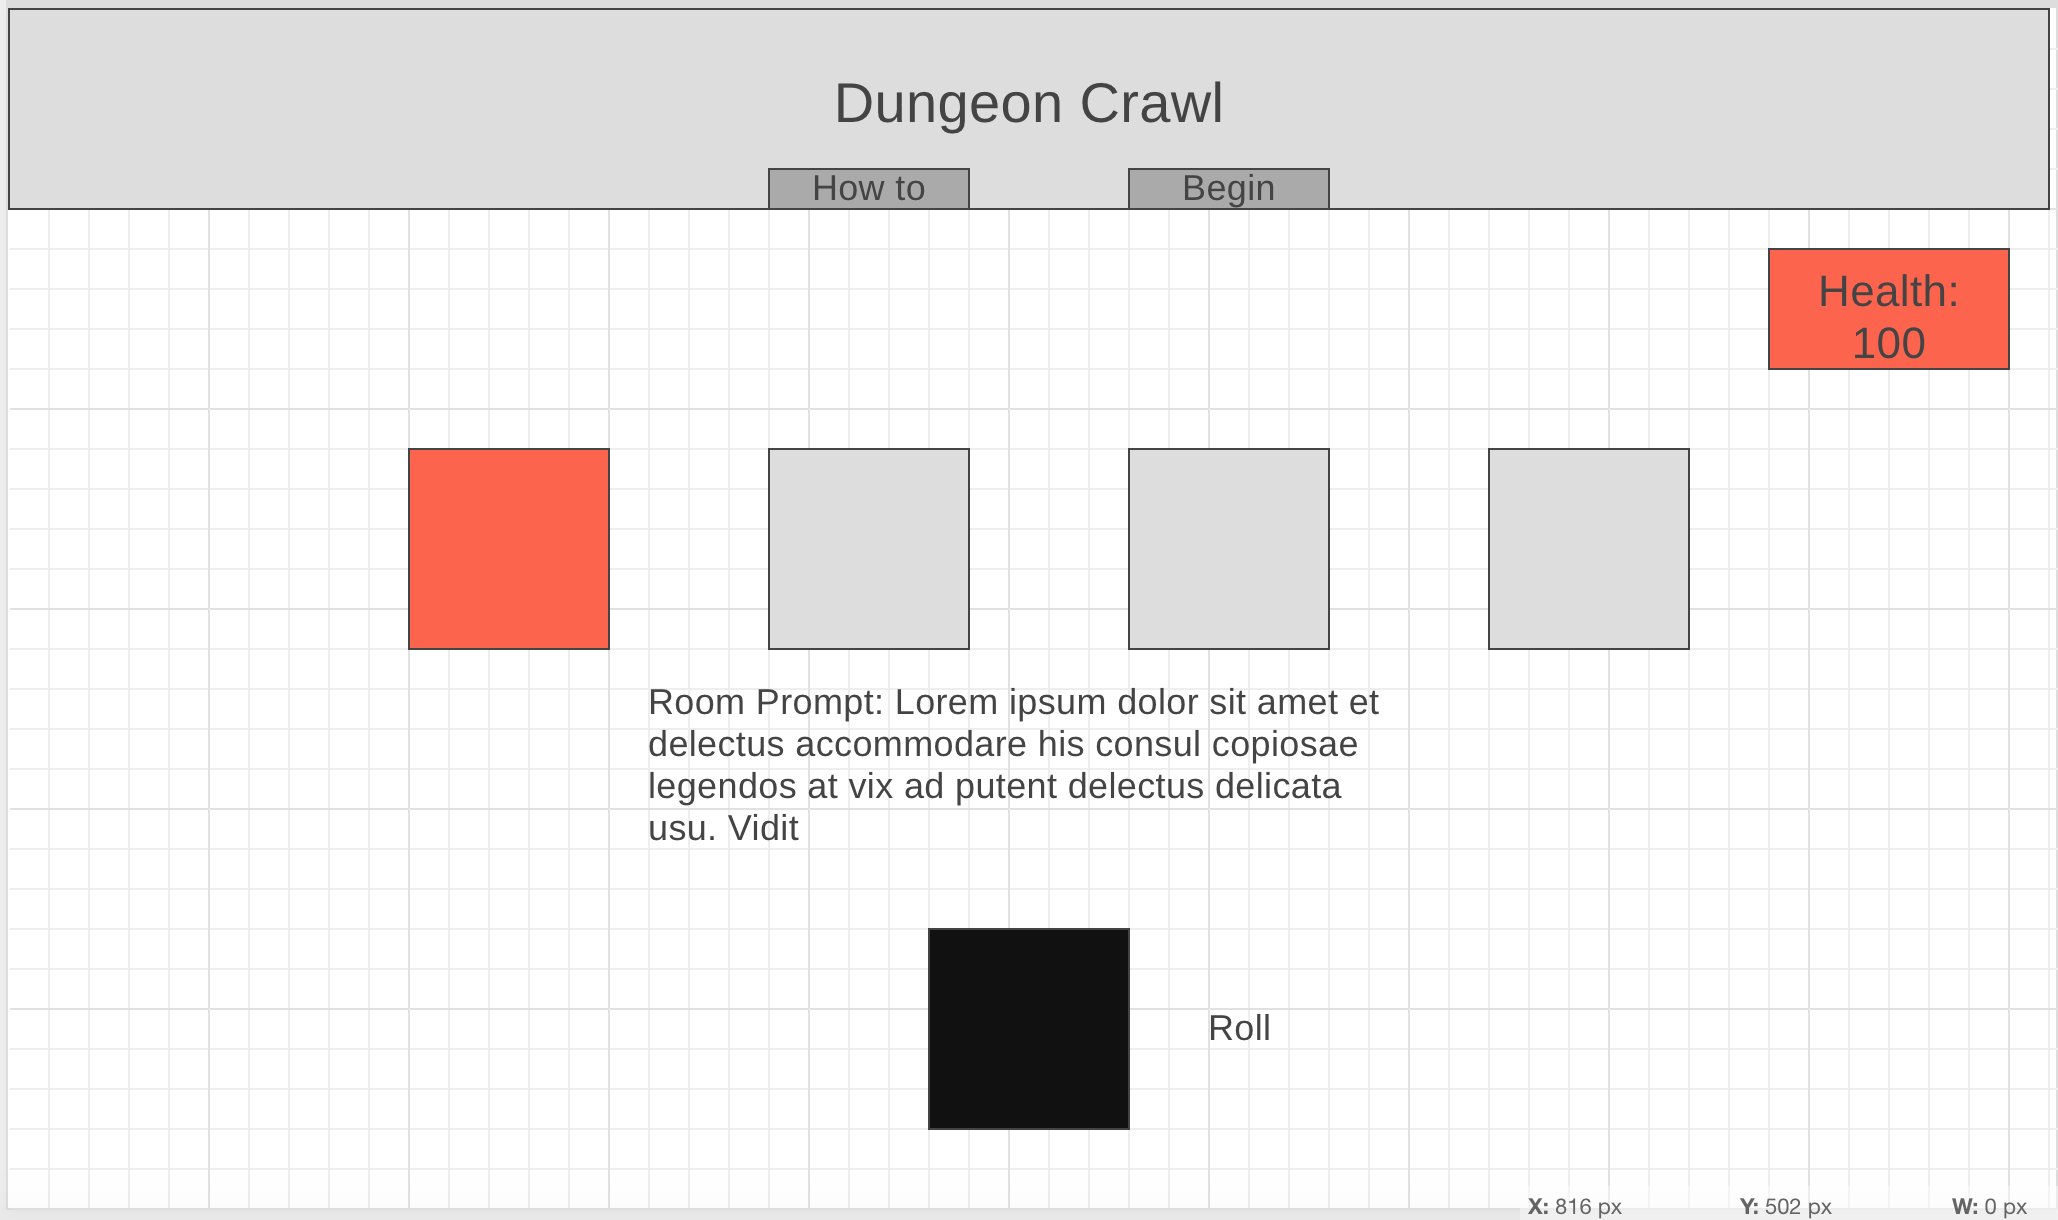 Dungeon Crawl
How to
Begin
Health:
100
Room Prompt: Lorem ipsum dolor sit amet et
delectus accommodare his consul copiosae
legendos at vix ad putent delectus delicata
usu. Vidit
Roll
X: 816 px
Y: 502 px
W: 0 px